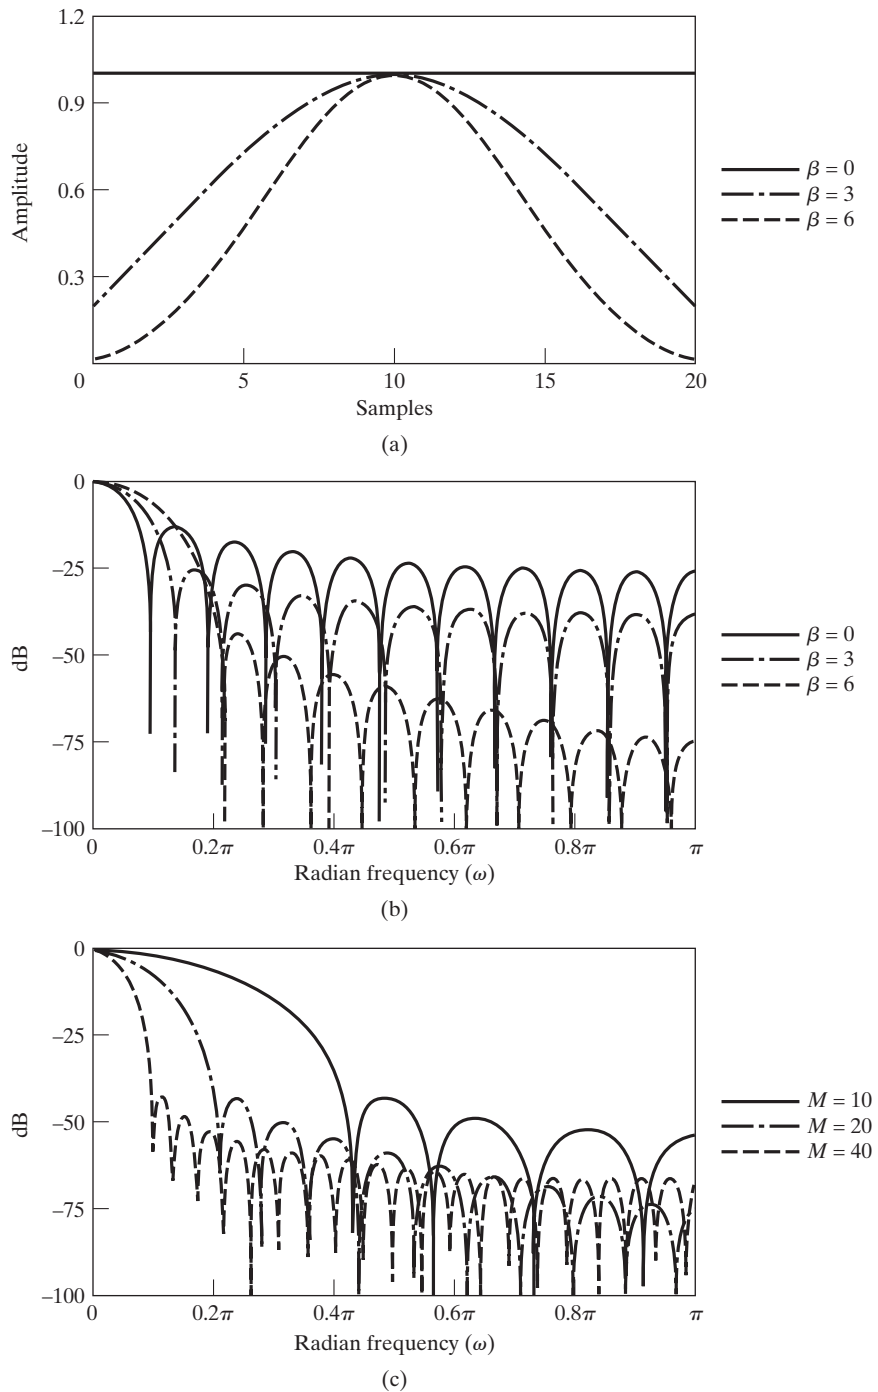 1.2
0.9
0.6
0.3
0
Amplitude
5
10
15
20
Samples
(a)
β = 0
β = 3
β = 6
0
–25
–50
–75
–100
dB
0
0.2π
0.4π
0.6π
0.8π
π
Radian frequency (ω)
(b)
β = 0
β = 3
β = 6
0
–25
–50
–75
–100
dB
0
0.2π
0.4π
0.6π
0.8π
π
Radian frequency (ω)
(c)
M = 10
M = 20
M = 40